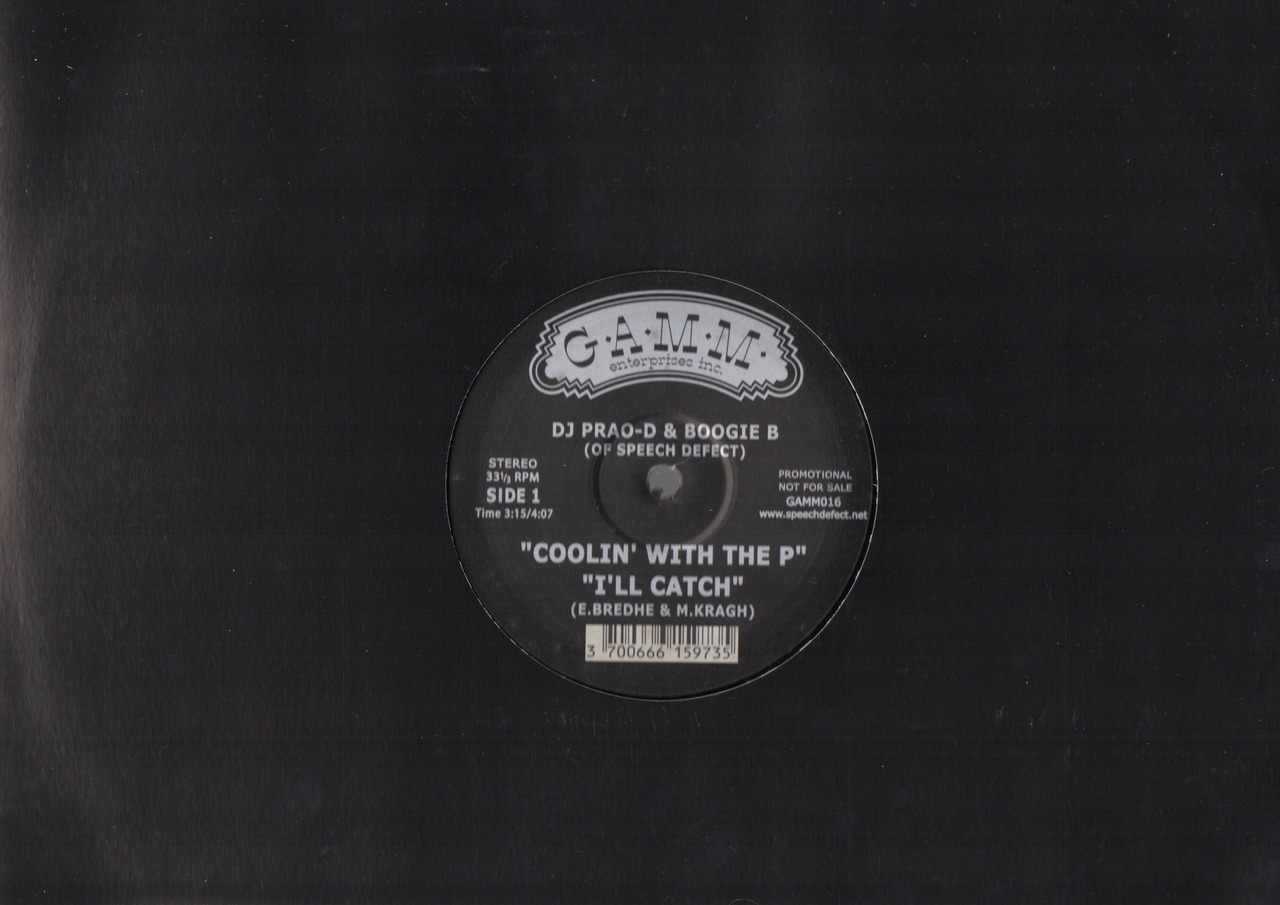 G·A·M·M·
enterprises inc.
DJ PRAO-D & BOOGIE B
(OF SPEECH DEFECT)
STEREO
33⅓ RPM
SIDE 1
Time 3:15/4:07
PROMOTIONAL
NOT FOR SALE
GAMM016
www.speechdefect.net
"COOLIN' WITH THE P"
"I'LL CATCH"
(E.BREDHE & M.KRAGH)
3 700666 159735